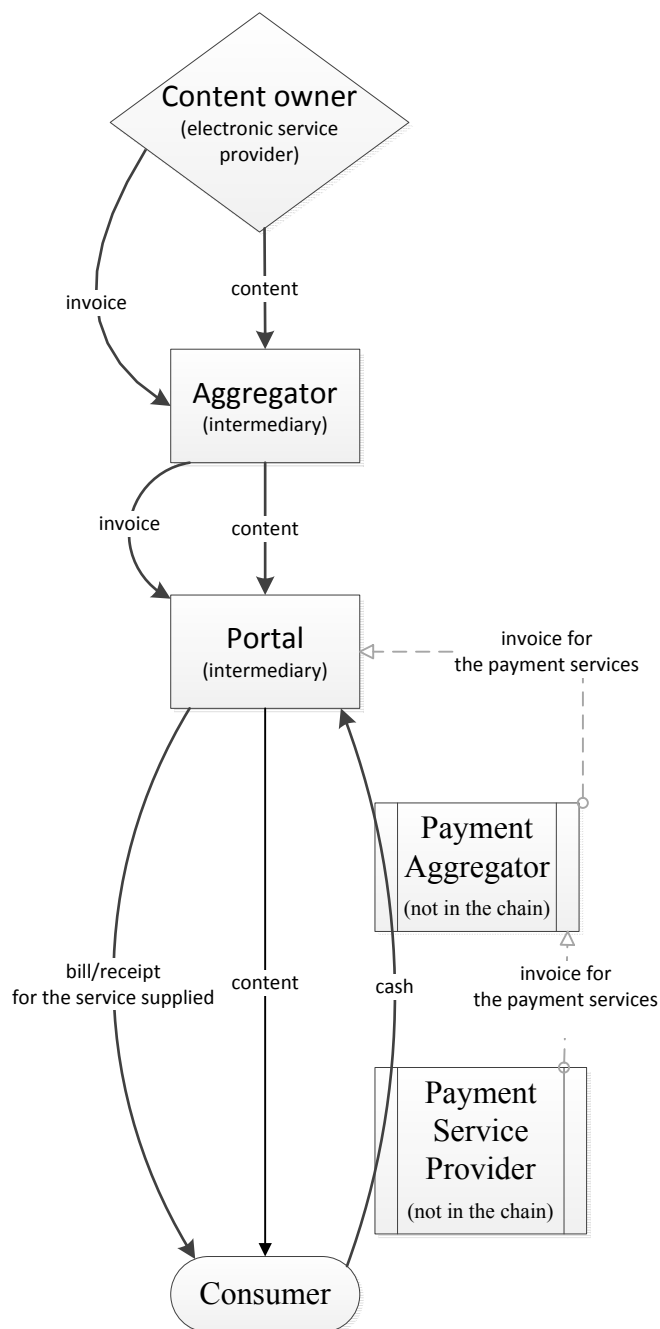 Content owner
(electronic service
provider)
invoice
content
Aggregator
(intermediary)
invoice
content
Portal
(intermediary)
invoice for
the payment services
Payment
Aggregator
(not in the chain)
bill/receipt
for the service supplied
content
cash
invoice for
the payment services
Payment
Service
Provider
(not in the chain)
Consumer